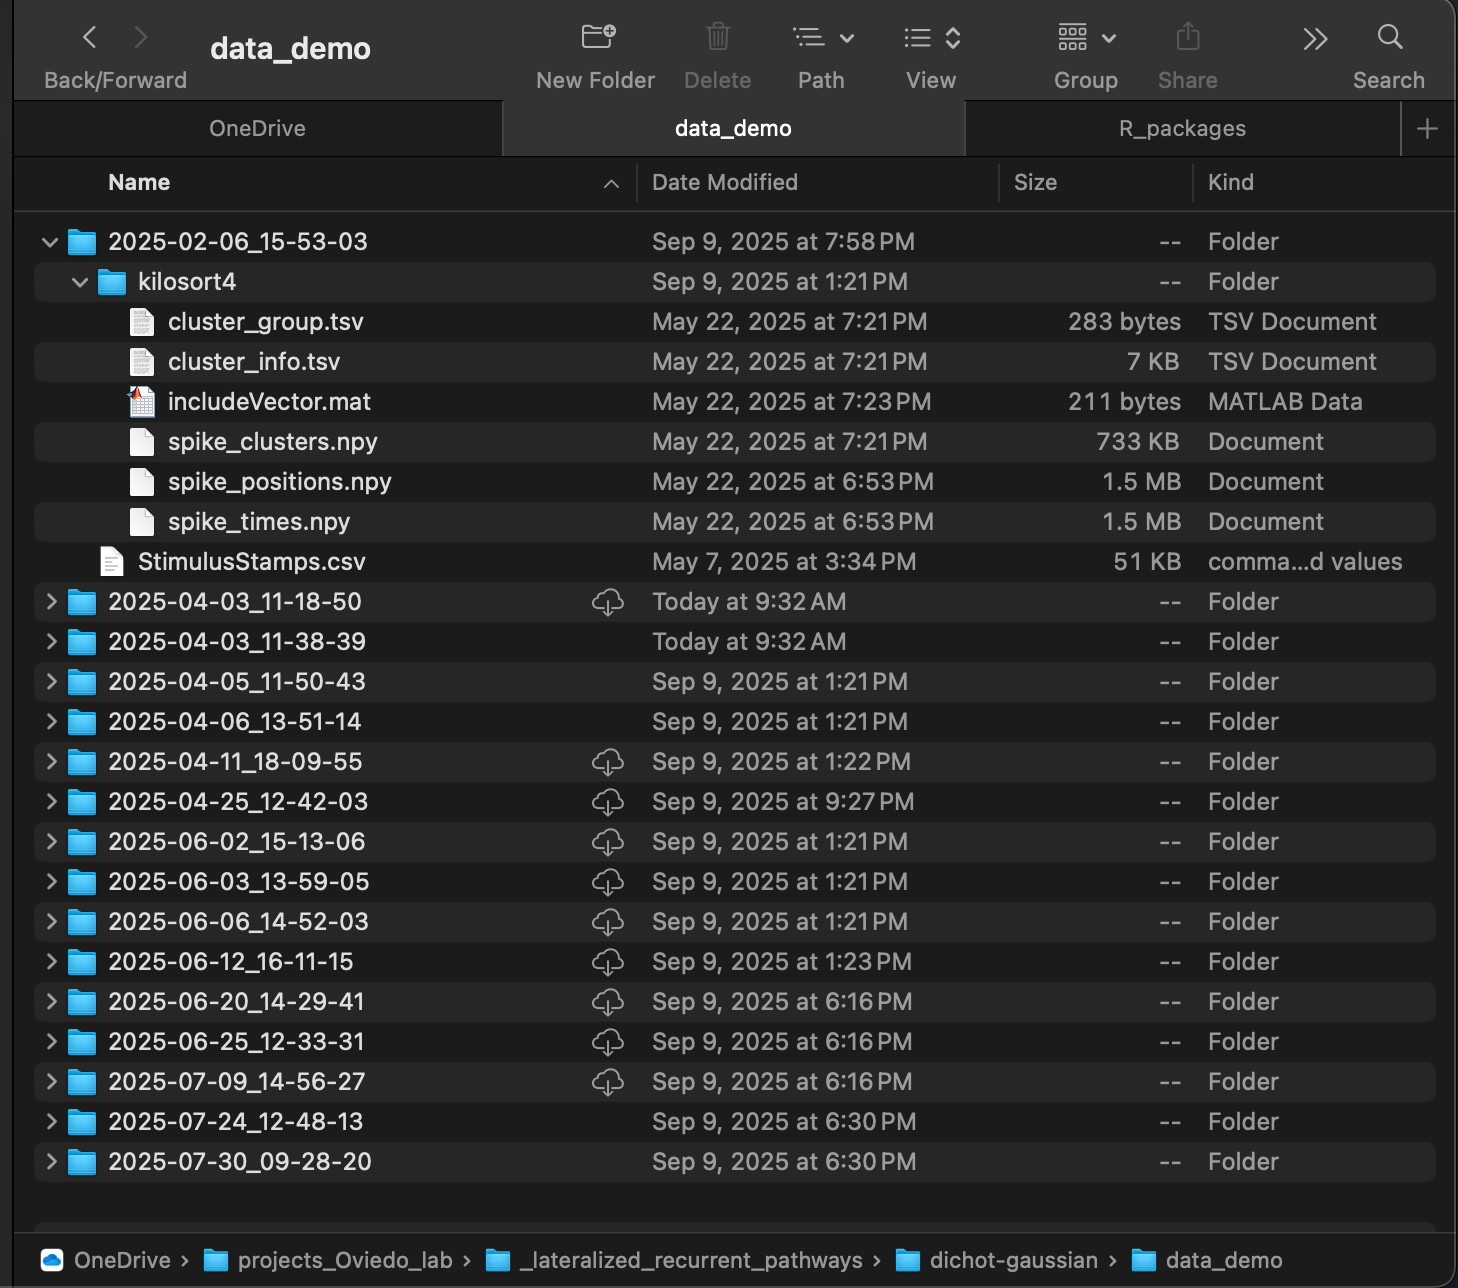 data_demo
Back/Forward New Folder Delete Path View Group Share Search
OneDrive data_demo R_packages
Name Date Modified Size Kind
2025-02-06_15-53-03 Sep 9, 2025 at 7:58 PM -- Folder
kilosort4 Sep 9, 2025 at 1:21 PM -- Folder
cluster_group.tsv May 22, 2025 at 7:21 PM 283 bytes TSV Document
cluster_info.tsv May 22, 2025 at 7:21 PM 7 KB TSV Document
includeVector.mat May 22, 2025 at 7:23 PM 211 bytes MATLAB Data
spike_clusters.npy May 22, 2025 at 7:21 PM 733 KB Document
spike_positions.npy May 22, 2025 at 6:53 PM 1.5 MB Document
spike_times.npy May 22, 2025 at 6:53 PM 1.5 MB Document
StimulusStamps.csv May 7, 2025 at 3:34 PM 51 KB comma...d values
2025-04-03_11-18-50 Today at 9:32 AM -- Folder
2025-04-03_11-38-39 Today at 9:32 AM -- Folder
2025-04-05_11-50-43 Sep 9, 2025 at 1:21 PM -- Folder
2025-04-06_13-51-14 Sep 9, 2025 at 1:21 PM -- Folder
2025-04-11_18-09-55 Sep 9, 2025 at 1:22 PM -- Folder
2025-04-25_12-42-03 Sep 9, 2025 at 9:27 PM -- Folder
2025-06-02_15-13-06 Sep 9, 2025 at 1:21 PM -- Folder
2025-06-03_13-59-05 Sep 9, 2025 at 1:21 PM -- Folder
2025-06-06_14-52-03 Sep 9, 2025 at 1:21 PM -- Folder
2025-06-12_16-11-15 Sep 9, 2025 at 1:23 PM -- Folder
2025-06-20_14-29-41 Sep 9, 2025 at 6:16 PM -- Folder
2025-06-25_12-33-31 Sep 9, 2025 at 6:16 PM -- Folder
2025-07-09_14-56-27 Sep 9, 2025 at 6:16 PM -- Folder
2025-07-24_12-48-13 Sep 9, 2025 at 6:30 PM -- Folder
2025-07-30_09-28-20 Sep 9, 2025 at 6:30 PM -- Folder
OneDrive › projects_Oviedo_lab › _lateralized_recurrent_pathways › dichot-gaussian › data_demo